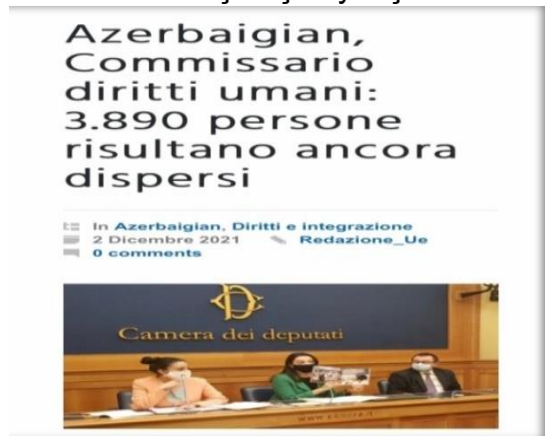 Azerbaigian,
Commissario
diritti umani:
3.890 persone
risultano ancora
dispersi
In Azerbaigian, Diritti e integrazione
2 Dicembre 2021 Redazione_Ue
0 comments
Camera dei deputati